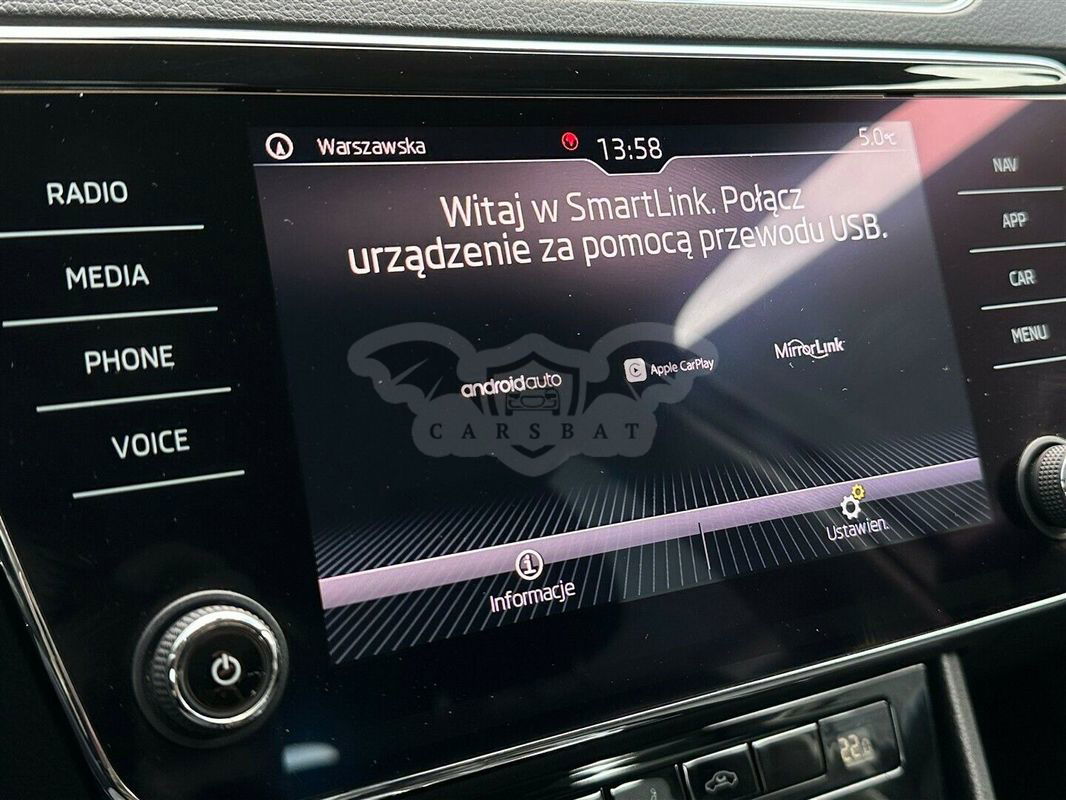 Warszawska
13:58
5.0°C
RADIO
MEDIA
PHONE
VOICE
Witaj w SmartLink. Połącz
urządzenie za pomocą przewodu USB.
androidauto
Apple CarPlay
MirrorLink
CARSBAT
Informacje
Ustawien.
NAV
APP
CAR
MENU